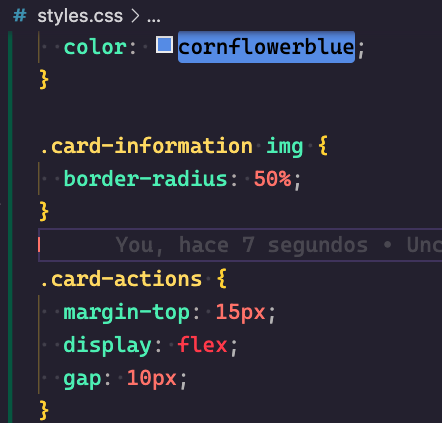 # styles.css > ...
color: cornflowerblue;
}
.card-information img {
border-radius: 50%;
}
You, hace 7 segundos • Unc
.card-actions {
margin-top: 15px;
display: flex;
gap: 10px;
}